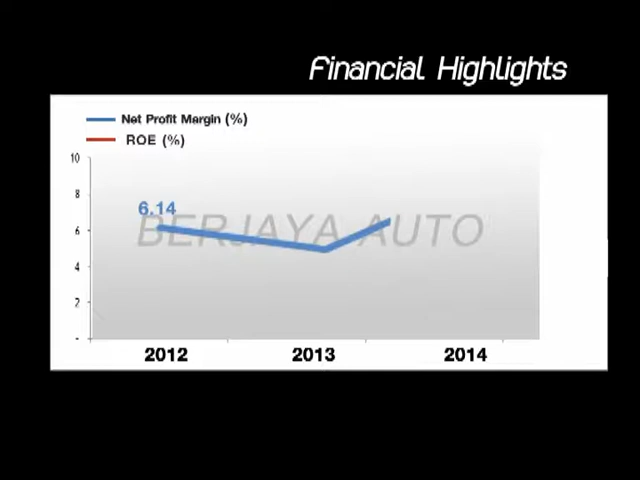 Financial Highlights
Net Profit Margin (%)
ROE (%)
10
8
6.14
BERJAYA AUTO
6
4
2
-
2012 2013 2014